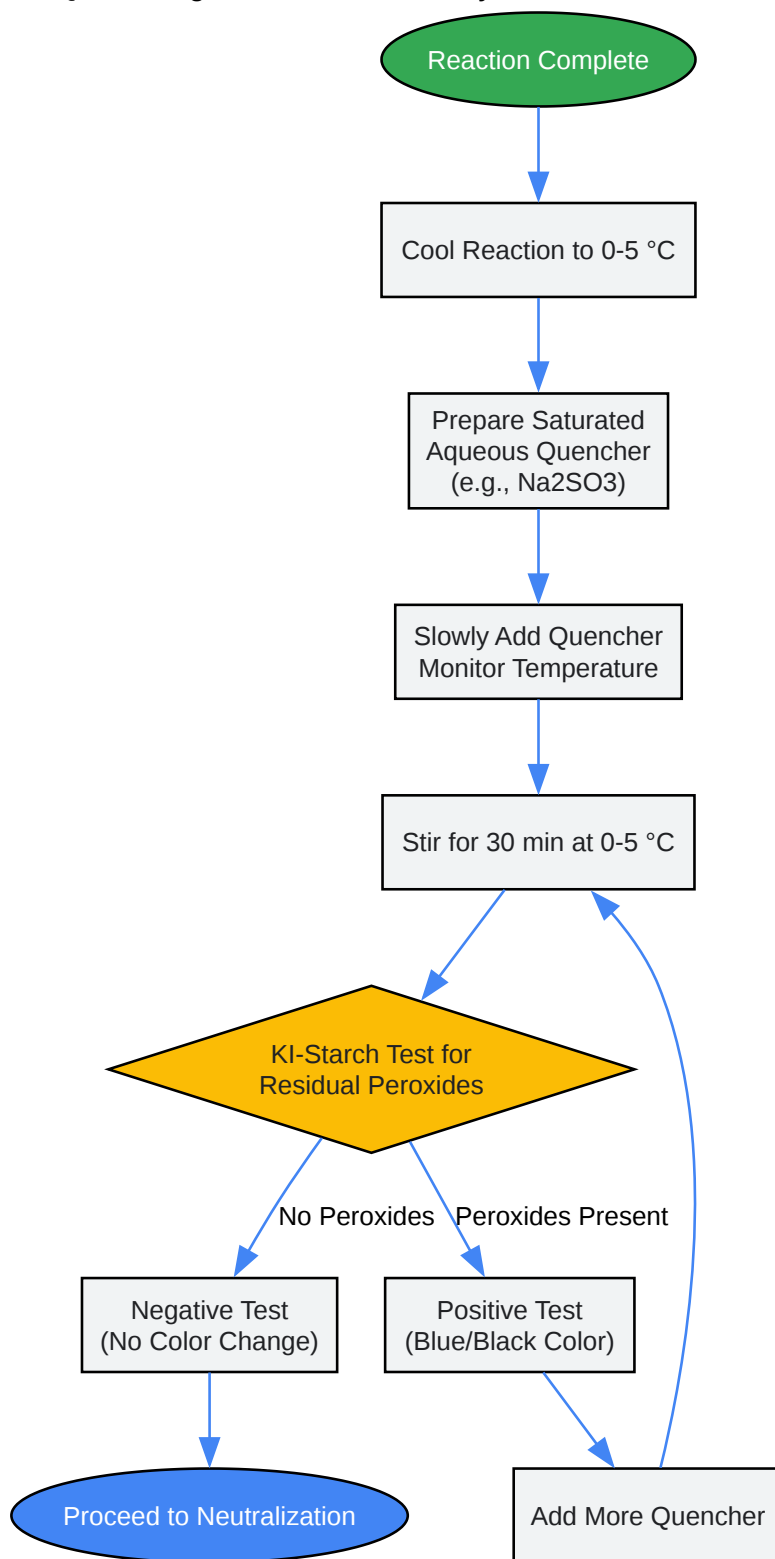 Reaction Complete
Cool Reaction to 0-5 °C
Prepare Saturated
Aqueous Quencher
(e.g., Na2SO3)
Slowly Add Quencher
Monitor Temperature
Stir for 30 min at 0-5 °C
KI-Starch Test for
Residual Peroxides
No Peroxides
Peroxides Present
Negative Test
(No Color Change)
Positive Test
(Blue/Black Color)
Proceed to Neutralization
Add More Quencher